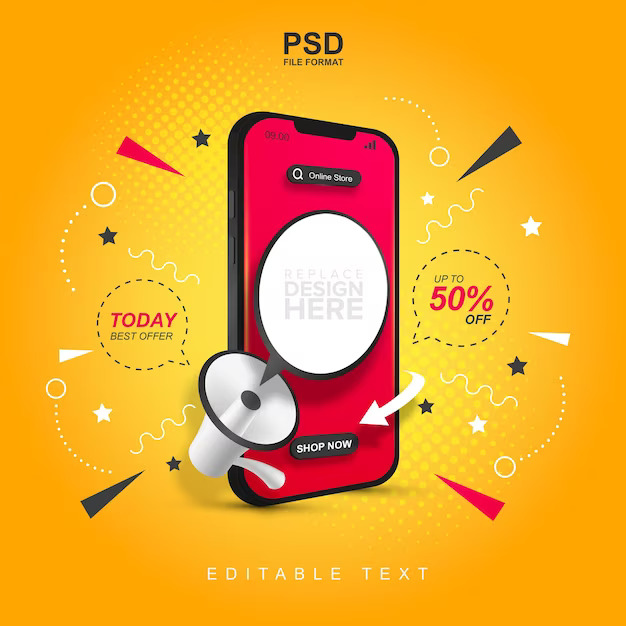 PSD
FILE FORMAT
09.00
Online Store
REPLACE
DESIGN
HERE
TODAY
BEST OFFER
UP TO
50%
OFF
SHOP NOW
EDITABLE TEXT